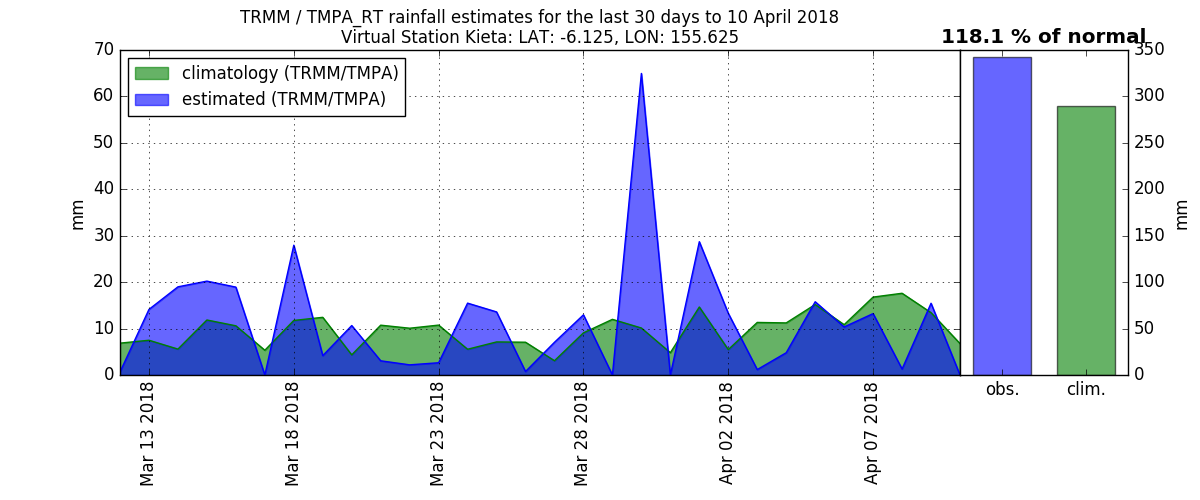 TRMM / TMPA_RT rainfall estimates for the last 30 days to 10 April 2018
Virtual Station Kieta: LAT: -6.125, LON: 155.625
118.1 % of normal
climatology (TRMM/TMPA)
estimated (TRMM/TMPA)
70
60
50
40
30
20
10
0
mm
Mar 13 2018
Mar 18 2018
Mar 23 2018
Mar 28 2018
Apr 02 2018
Apr 07 2018
350
300
250
200
150
100
50
0
mm
obs.
clim.